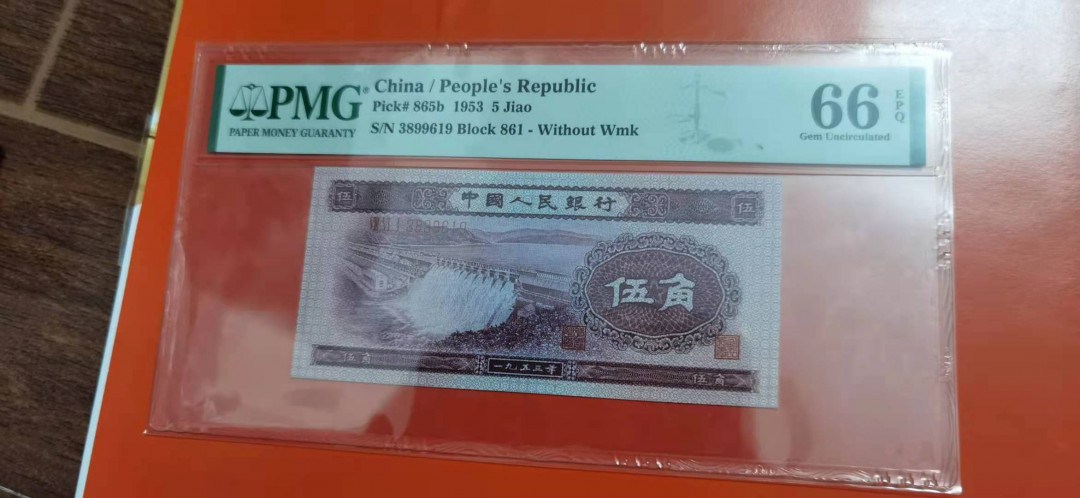 PMG
PAPER MONEY GUARANTY
China / People's Republic
Pick# 865b 1953 5 Jiao
S/N 3899619 Block 861 - Without Wmk
66
EPQ
Gem Uncirculated
伍 中國人民銀行 伍
3899619
伍角
伍角 一九五三年 伍角